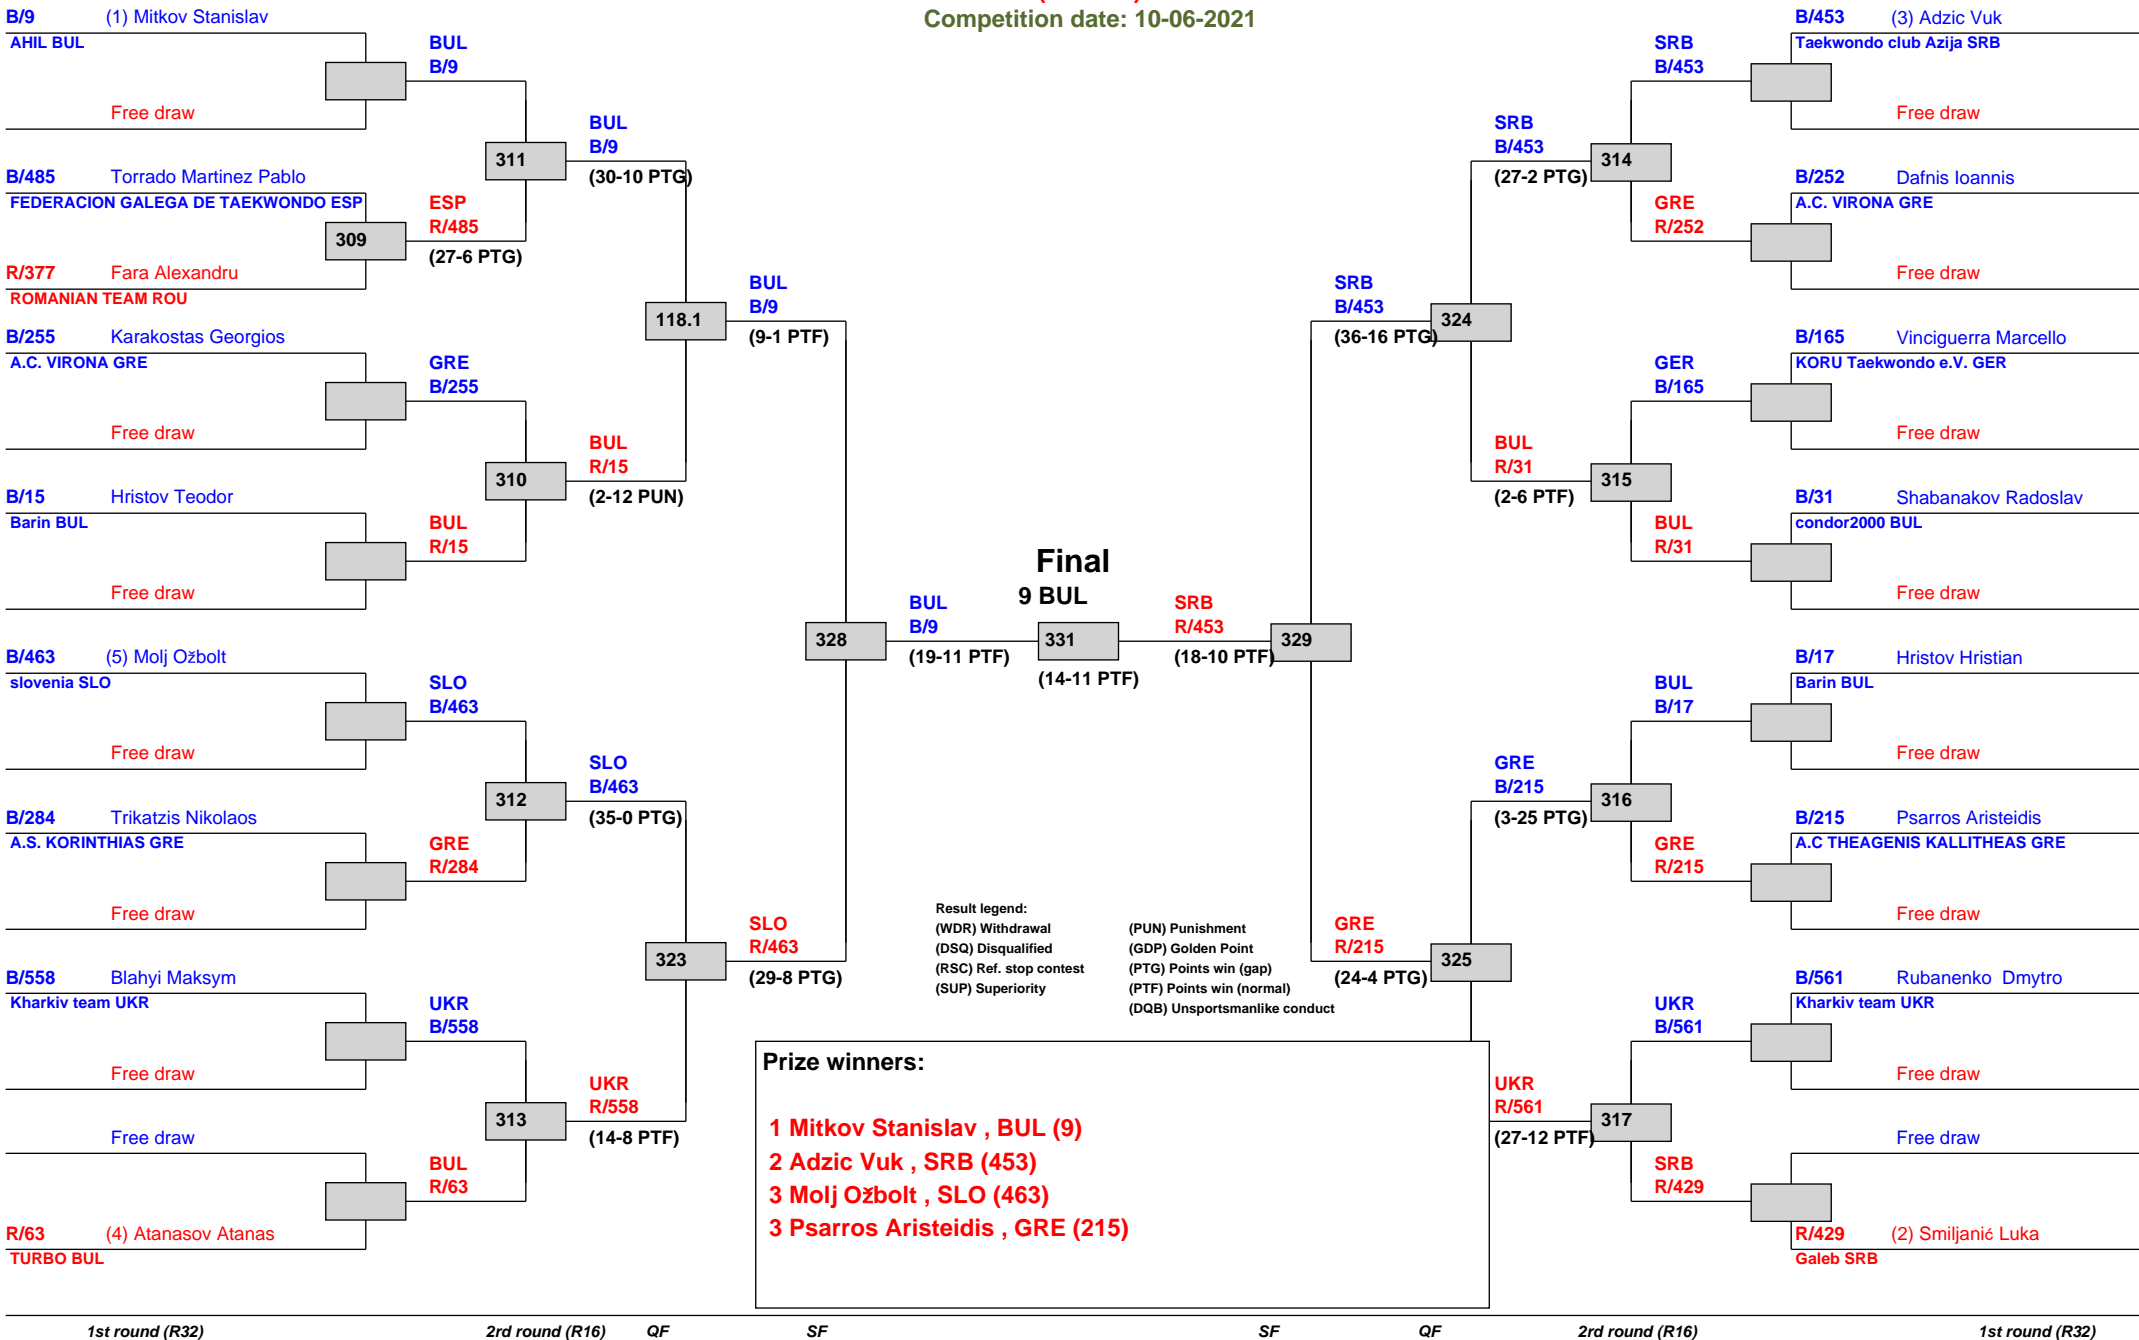 Competition date: 10-06-2021
B/9 (1) Mitkov Stanislav
AHIL BUL
Free draw
B/485 Torrado Martinez Pablo
FEDERACION GALEGA DE TAEKWONDO ESP
309
R/377 Fara Alexandru
ROMANIAN TEAM ROU
B/255 Karakostas Georgios
A.C. VIRONA GRE
Free draw
B/15 Hristov Teodor
Barin BUL
Free draw
B/463 (5) Molj Ožbolt
slovenia SLO
Free draw
B/284 Trikatzis Nikolaos
A.S. KORINTHIAS GRE
Free draw
B/558 Blahyi Maksym
Kharkiv team UKR
Free draw
Free draw
R/63 (4) Atanasov Atanas
TURBO BUL
BUL
B/9
311
ESP
R/485
(27-6 PTG)
GRE
B/255
310
BUL
R/15
SLO
B/463
312
GRE
R/284
UKR
B/558
313
BUL
R/63
BUL
B/9
(30-10 PTG)
118.1
BUL
R/15
(2-12 PUN)
SLO
B/463
(35-0 PTG)
323
UKR
R/558
(14-8 PTF)
BUL
B/9
(9-1 PTF)
328
SLO
R/463
(29-8 PTG)
BUL
B/9
(19-11 PTF)
Final
9 BUL
331
(14-11 PTF)
SRB
R/453
(18-10 PTF)
329
SRB
B/453
(36-16 PTG)
324
GRE
R/215
(24-4 PTG)
325
SRB
B/453
(27-2 PTG)
314
BUL
R/31
(2-6 PTF)
315
GRE
B/215
(3-25 PTG)
316
UKR
R/561
(27-12 PTF)
317
SRB
B/453
GRE
R/252
GER
B/165
BUL
R/31
BUL
B/17
GRE
R/215
UKR
B/561
SRB
R/429
B/453 (3) Adzic Vuk
Taekwondo club Azija SRB
Free draw
B/252 Dafnis Ioannis
A.C. VIRONA GRE
Free draw
B/165 Vinciguerra Marcello
KORU Taekwondo e.V. GER
Free draw
B/31 Shabanakov Radoslav
condor2000 BUL
Free draw
B/17 Hristov Hristian
Barin BUL
Free draw
B/215 Psarros Aristeidis
A.C THEAGENIS KALLITHEAS GRE
Free draw
B/561 Rubanenko Dmytro
Kharkiv team UKR
Free draw
Free draw
R/429 (2) Smiljanić Luka
Galeb SRB
Result legend:
(WDR) Withdrawal
(DSQ) Disqualified
(RSC) Ref. stop contest
(SUP) Superiority
(PUN) Punishment
(GDP) Golden Point
(PTG) Points win (gap)
(PTF) Points win (normal)
(DQB) Unsportsmanlike conduct
Prize winners:
1 Mitkov Stanislav , BUL (9)
2 Adzic Vuk , SRB (453)
3 Molj Ožbolt , SLO (463)
3 Psarros Aristeidis , GRE (215)
1st round (R32) 2rd round (R16) QF SF SF QF 2rd round (R16) 1st round (R32)